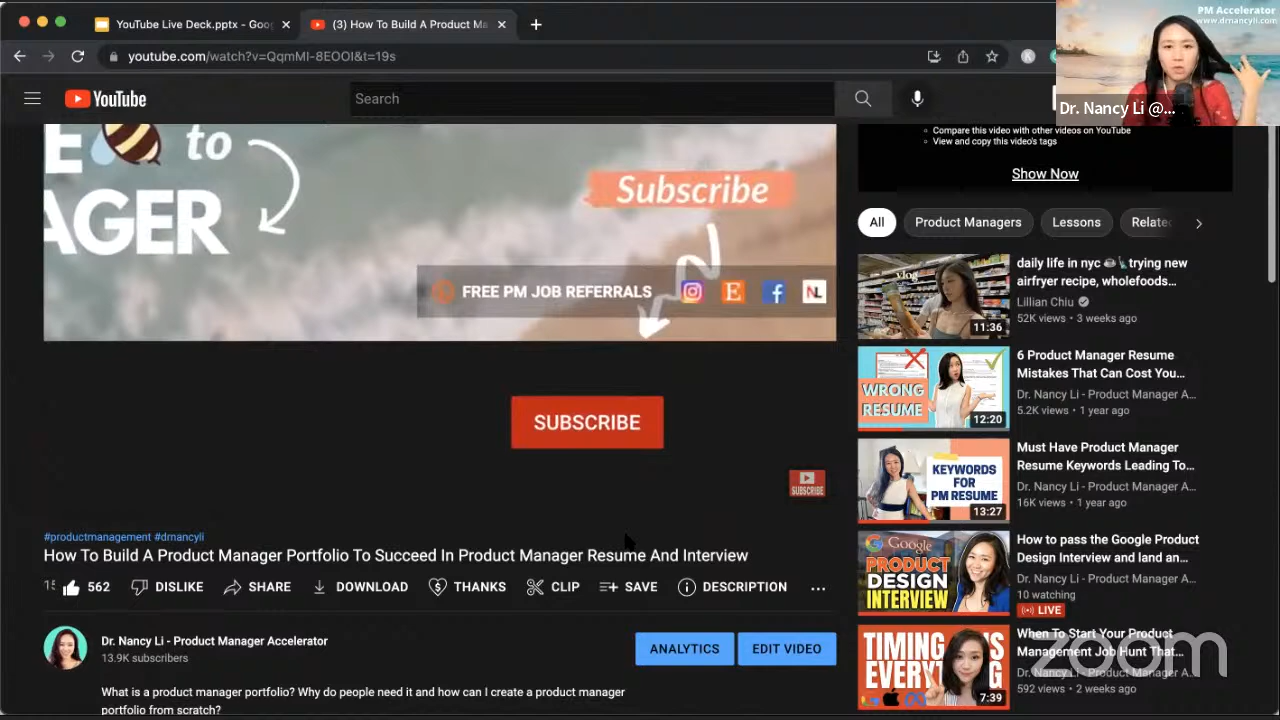 YouTube Live Deck.pptx - Goo
(3) How To Build A Product Ma
youtube.com/watch?v=QqmMI-8EOOI&t=19s
PM Accelerator
www.drnancyli.com
Dr. Nancy Li @...
YouTube
Search
to
AGER
Subscribe
FREE PM JOB REFERRALS
NL
SUBSCRIBE
SUBSCRIBE
#productmanagement #drnancyli
How To Build A Product Manager Portfolio To Succeed In Product Manager Resume And Interview
562
DISLIKE
SHARE
DOWNLOAD
THANKS
CLIP
SAVE
DESCRIPTION
...
Dr. Nancy Li - Product Manager Accelerator
13.9K subscribers
ANALYTICS
EDIT VIDEO
What is a product manager portfolio? Why do people need it and how can I create a product manager
portfolio from scratch?
Compare this video with other videos on YouTube
View and copy this video's tags
Show Now
All
Product Managers
Lessons
Relate
vlog
11:36
daily life in nyc trying new
airfryer recipe, wholefoods...
Lillian Chiu
52K views • 3 weeks ago
WRONG
RESUME
12:20
6 Product Manager Resume
Mistakes That Can Cost You...
Dr. Nancy Li - Product Manager A...
5.2K views • 1 year ago
KEYWORDS
FOR
PM RESUME
13:27
Must Have Product Manager
Resume Keywords Leading To...
Dr. Nancy Li - Product Manager A...
16K views • 1 year ago
Google
PRODUCT
DESIGN
INTERVIEW
How to pass the Google Product
Design Interview and land an...
Dr. Nancy Li - Product Manager A...
10 watching
LIVE
TIMING IS
EVERYTHING
7:39
When To Start Your Product
Management Job Hunt That...
Dr. Nancy Li - Product Manager A...
592 views • 2 weeks ago
zoom